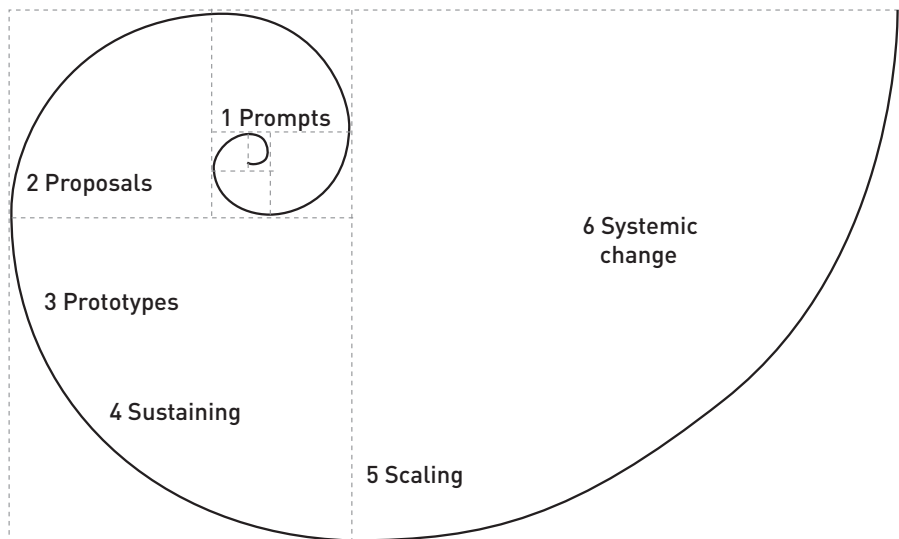 1 Prompts
2 Proposals
3 Prototypes
4 Sustaining
5 Scaling
6 Systemic
change